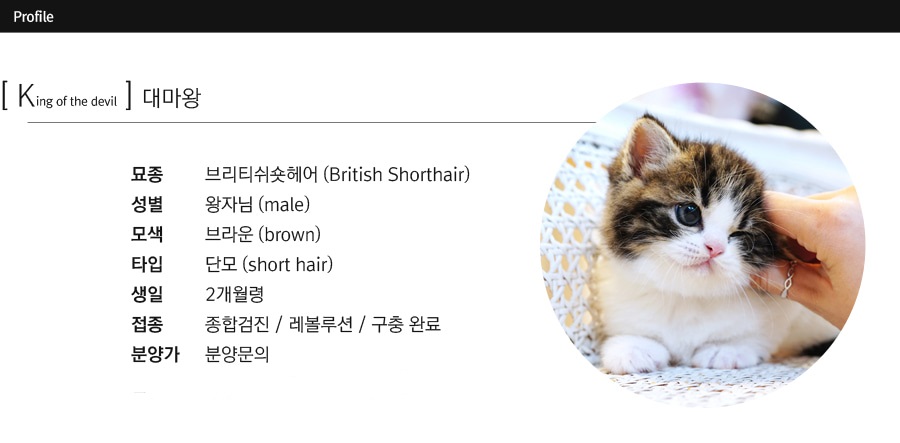 Profile
[ King of the devil ] 대마왕
묘종 브리티쉬숏헤어 (British Shorthair)
성별 왕자님 (male)
모색 브라운 (brown)
타입 단모 (short hair)
생일 2개월령
접종 종합검진 / 레볼루션 / 구충 완료
분양가 분양문의